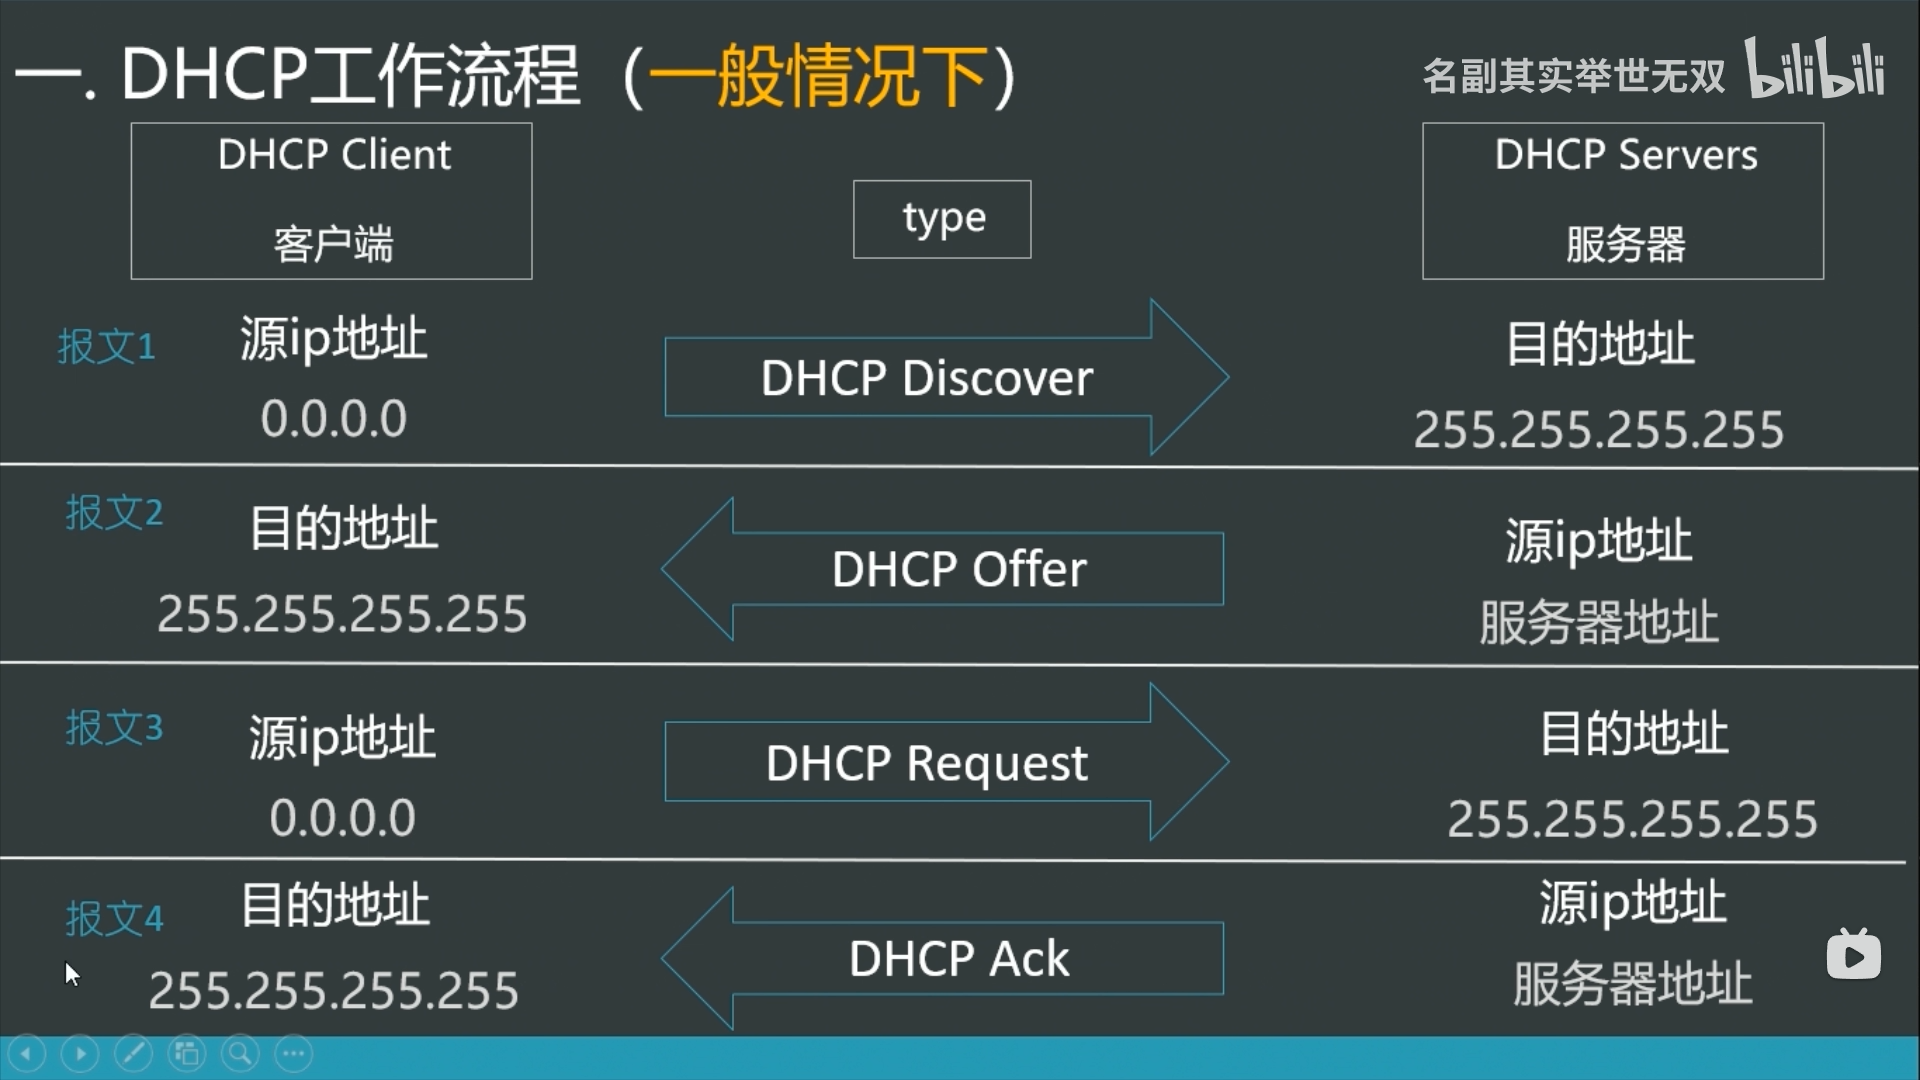 一. DHCP工作流程（一般情况下）
名副其实举世无双 bilibili
DHCP Client
客户端
type
DHCP Servers
服务器
报文1
源ip地址
0.0.0.0
DHCP Discover
目的地址
255.255.255.255
报文2
目的地址
255.255.255.255
DHCP Offer
源ip地址
服务器地址
报文3
源ip地址
0.0.0.0
DHCP Request
目的地址
255.255.255.255
报文4
目的地址
255.255.255.255
DHCP Ack
源ip地址
服务器地址